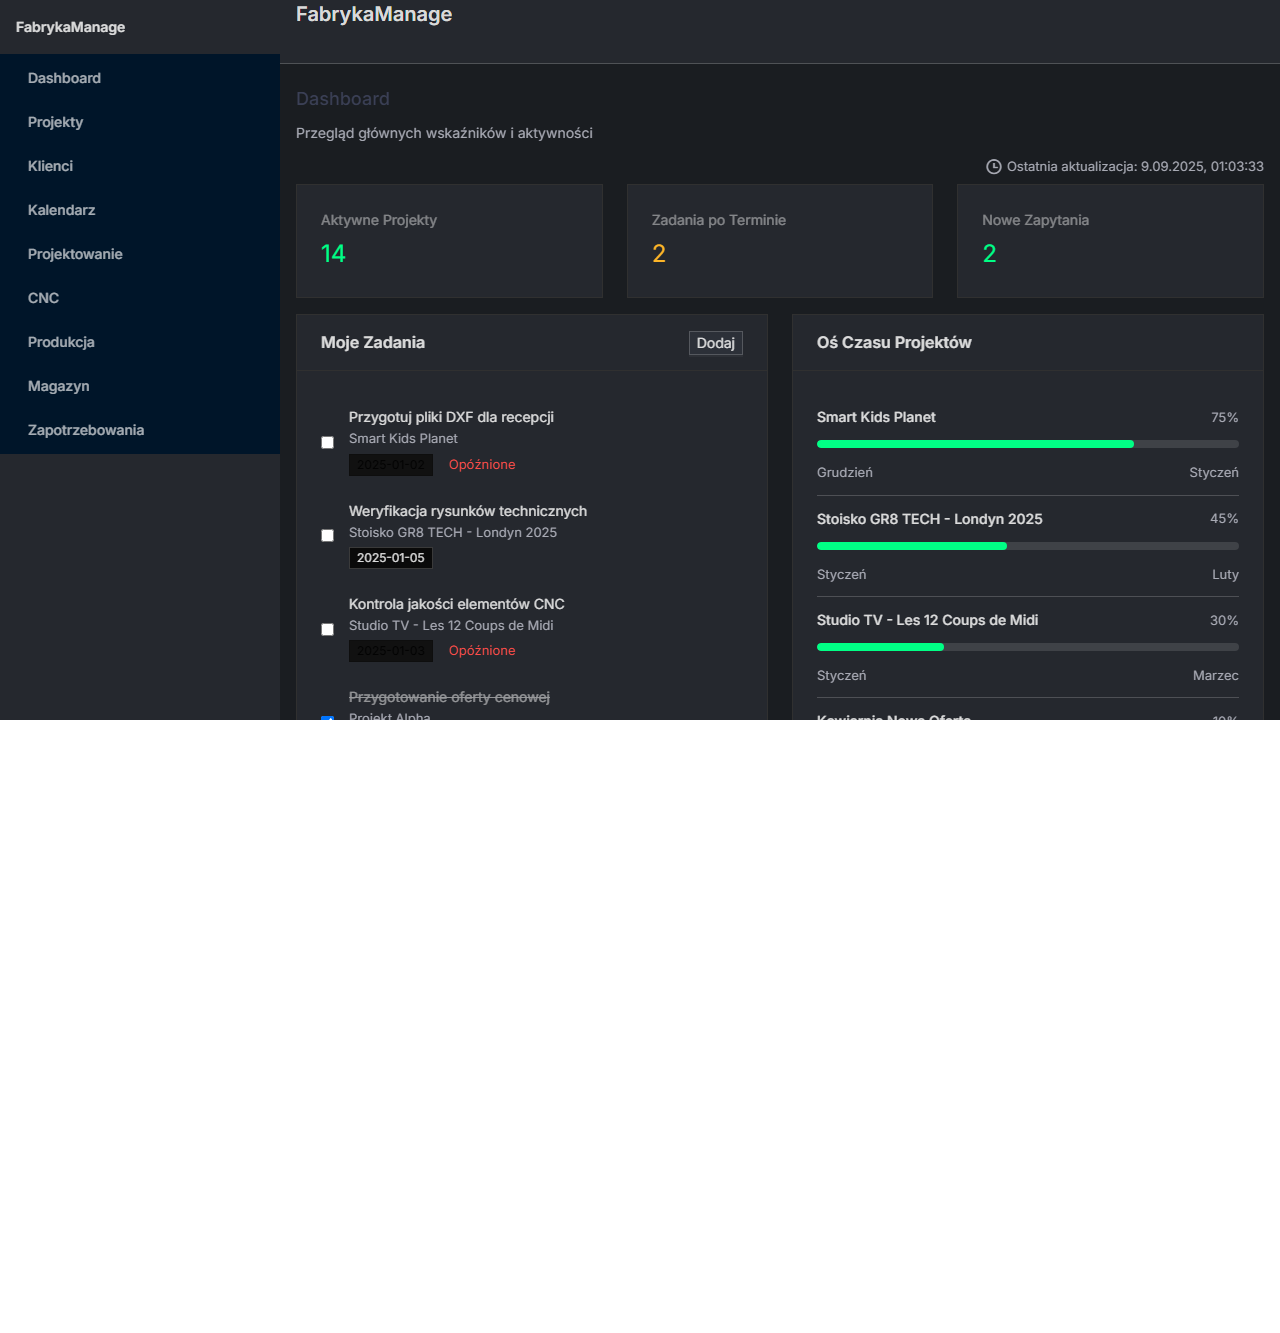 FabrykaManage
Dashboard
Projekty
Klienci
Kalendarz
Projektowanie
CNC
Produkcja
Magazyn
Zapotrzebowania
FabrykaManage
Dashboard
Przegląd głównych wskaźników i aktywności
Ostatnia aktualizacja: 9.09.2025, 01:03:33
Aktywne Projekty
14
Zadania po Terminie
2
Nowe Zapytania
2
Moje Zadania
Dodaj
Przygotuj pliki DXF dla recepcji
Smart Kids Planet
2025-01-02 Opóźnione
Weryfikacja rysunków technicznych
Stoisko GR8 TECH - Londyn 2025
2025-01-05
Kontrola jakości elementów CNC
Studio TV - Les 12 Coups de Midi
2025-01-03 Opóźnione
Przygotowanie oferty cenowej
Projekt Alpha
Oś Czasu Projektów
Smart Kids Planet 75%
Grudzień Styczeń
Stoisko GR8 TECH - Londyn 2025 45%
Styczeń Luty
Studio TV - Les 12 Coups de Midi 30%
Styczeń Marzec
Kawiarnia Nowa Oferta 10%